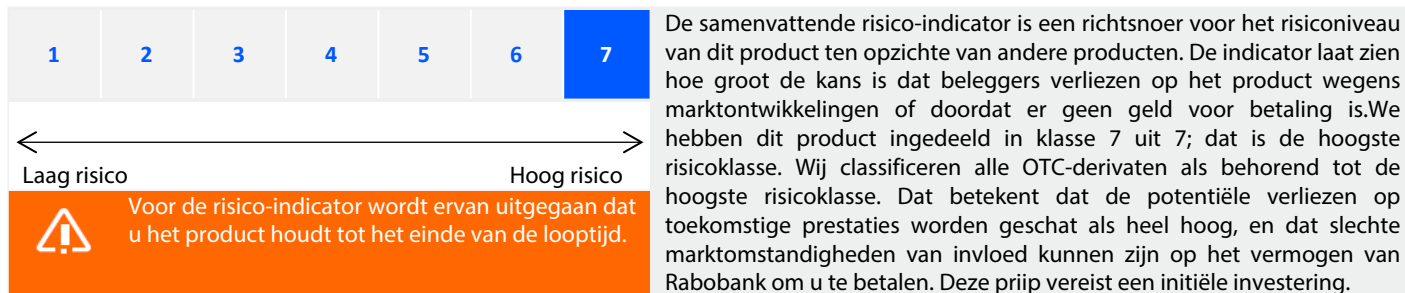 1 2 3 4 5 6 7
Laag risico Hoog risico
Voor de risico-indicator wordt ervan uitgegaan dat
u het product houdt tot het einde van de looptijd.
De samenvattende risico-indicator is een richtsnoer voor het risiconiveau
van dit product ten opzichte van andere producten. De indicator laat zien
hoe groot de kans is dat beleggers verliezen op het product wegens
marktontwikkelingen of doordat er geen geld voor betaling is.We
hebben dit product ingedeeld in klasse 7 uit 7; dat is de hoogste
risicoklasse. Wij classificeren alle OTC-derivaten als behorend tot de
hoogste risicoklasse. Dat betekent dat de potentiële verliezen op
toekomstige prestaties worden geschat als heel hoog, en dat slechte
marktomstandigheden van invloed kunnen zijn op het vermogen van
Rabobank om u te betalen. Deze priip vereist een initiële investering.